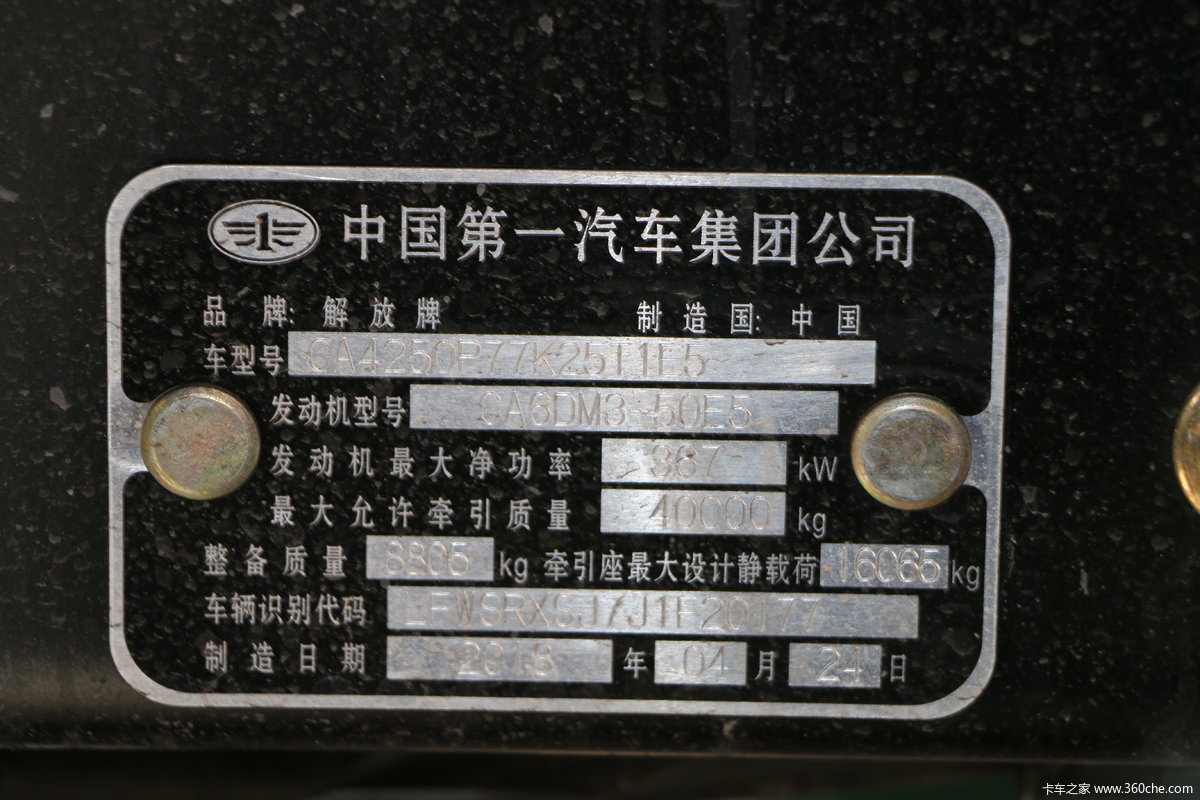 中国第一汽车集团公司
品牌: 解放牌 制造国: 中国
车型号 CA4250P77K25T1E5
发动机型号 CA6DM3-50E5
发动机最大净功率 367 kW
最大允许牵引质量 40000 kg
整备质量 8805 kg 牵引座最大设计静载荷 16065 kg
车辆识别代码
制造日期 2018 年 04 月 24 日
卡车之家 www.360che.com